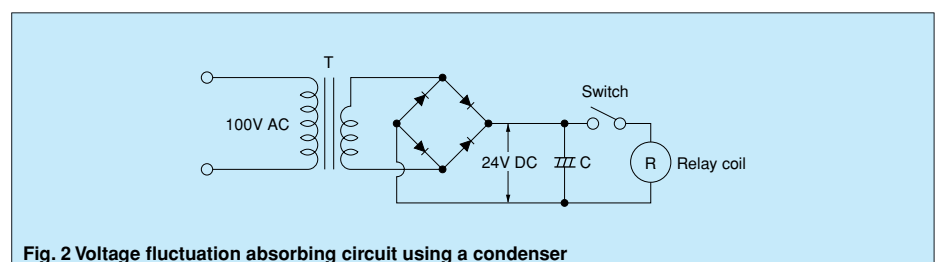 T
Switch
100V AC
24V DC
C
R
Relay coil
Fig. 2 Voltage fluctuation absorbing circuit using a condenser